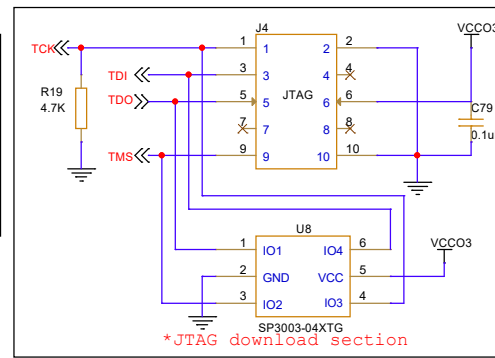 J4
VCCO3
TCK
1 1 2 2
TDI
3 3 4 4
R19
4.7K
JTAG
TDO
5 5 6 6
C79
0.1u
7 7 8 8
TMS
9 9 10 10
U8
1 IO1 IO4 6
VCCO3
2 GND VCC 5
3 IO2 IO3 4
SP3003-04XTG
*JTAG download section